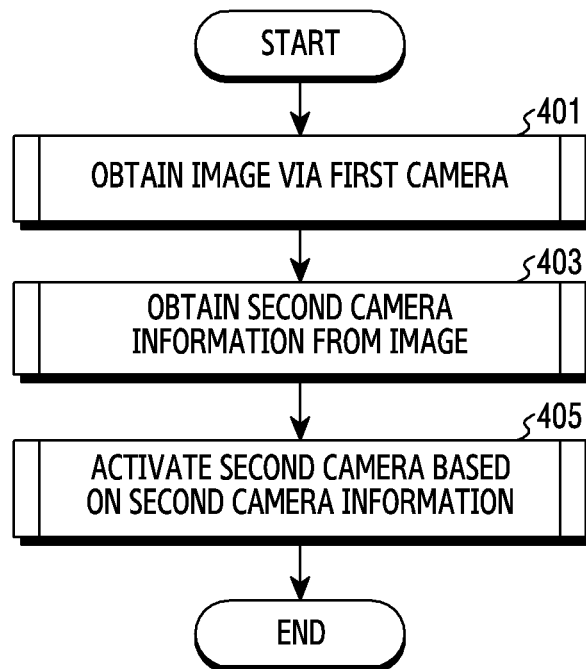 START
401
OBTAIN IMAGE VIA FIRST CAMERA
403
OBTAIN SECOND CAMERA
INFORMATION FROM IMAGE
405
ACTIVATE SECOND CAMERA BASED
ON SECOND CAMERA INFORMATION
END